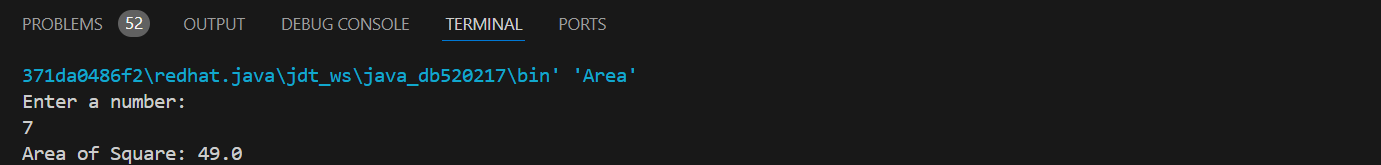 PROBLEMS 52 OUTPUT DEBUG CONSOLE TERMINAL PORTS
371da0486f2\redhat.java\jdt_ws\java_db520217\bin' 'Area'
Enter a number:
7
Area of Square: 49.0